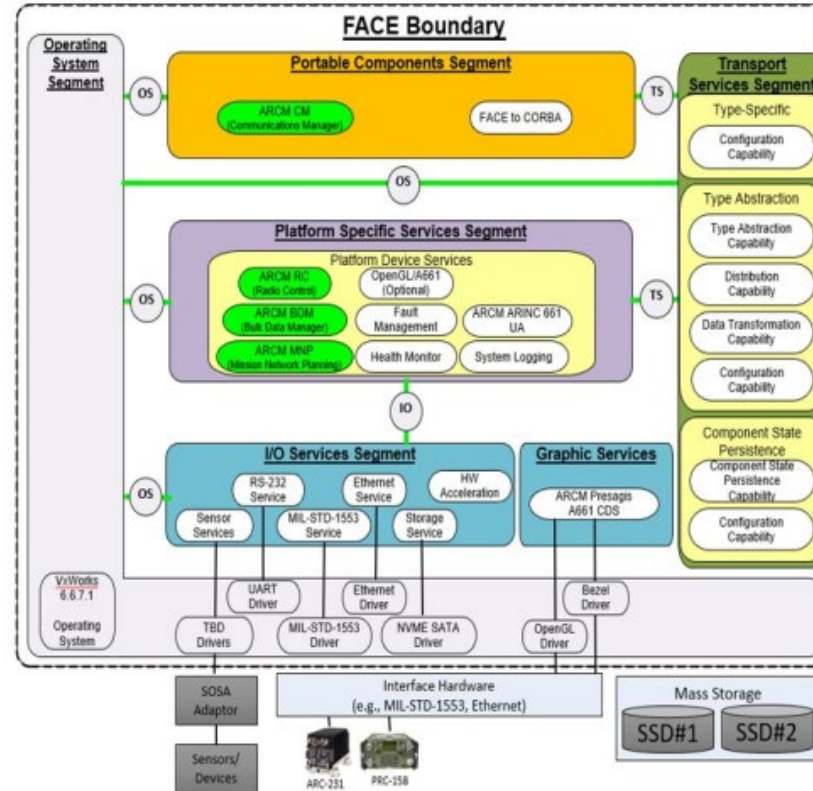 FACE Boundary
Operating
System
Segment
Portable Components Segment
ARCM CM
(Communications Manager)
FACE to CORBA
OS
TS
Transport
Services Segment
Type-Specific
Configuration
Capability
OS
Type Abstraction
Type Abstraction
Capability
Distribution
Capability
Data Transformation
Capability
Configuration
Capability
Platform Specific Services Segment
Platform Device Services
ARCM RC
(Radio Control)
OpenGL/A661
(Optional)
ARCM BDM
(Bulk Data Manager)
Fault
Management
ARCM ARINC 661
UA
ARCM MNP
(Mission Network Planning)
Health Monitor
System Logging
OS
TS
IO
Component State
Persistence
Component State
Persistence
Capability
Configuration
Capability
I/O Services Segment
RS-232
Service
Ethernet
Service
HW
Acceleration
Sensor
Services
MIL-STD-1553
Service
Storage
Service
OS
Graphic Services
ARCM Presagis
A661 CDS
VxWorks
6.6.7.1
Operating
System
UART
Driver
Ethernet
Driver
Bezel
Driver
TBD
Drivers
MIL-STD-1553
Driver
NVME SATA
Driver
OpenGL
Driver
SOSA
Adaptor
Sensors/
Devices
Interface Hardware
(e.g., MIL-STD-1553, Ethernet)
ARC-231
PRC-158
Mass Storage
SSD#1
SSD#2